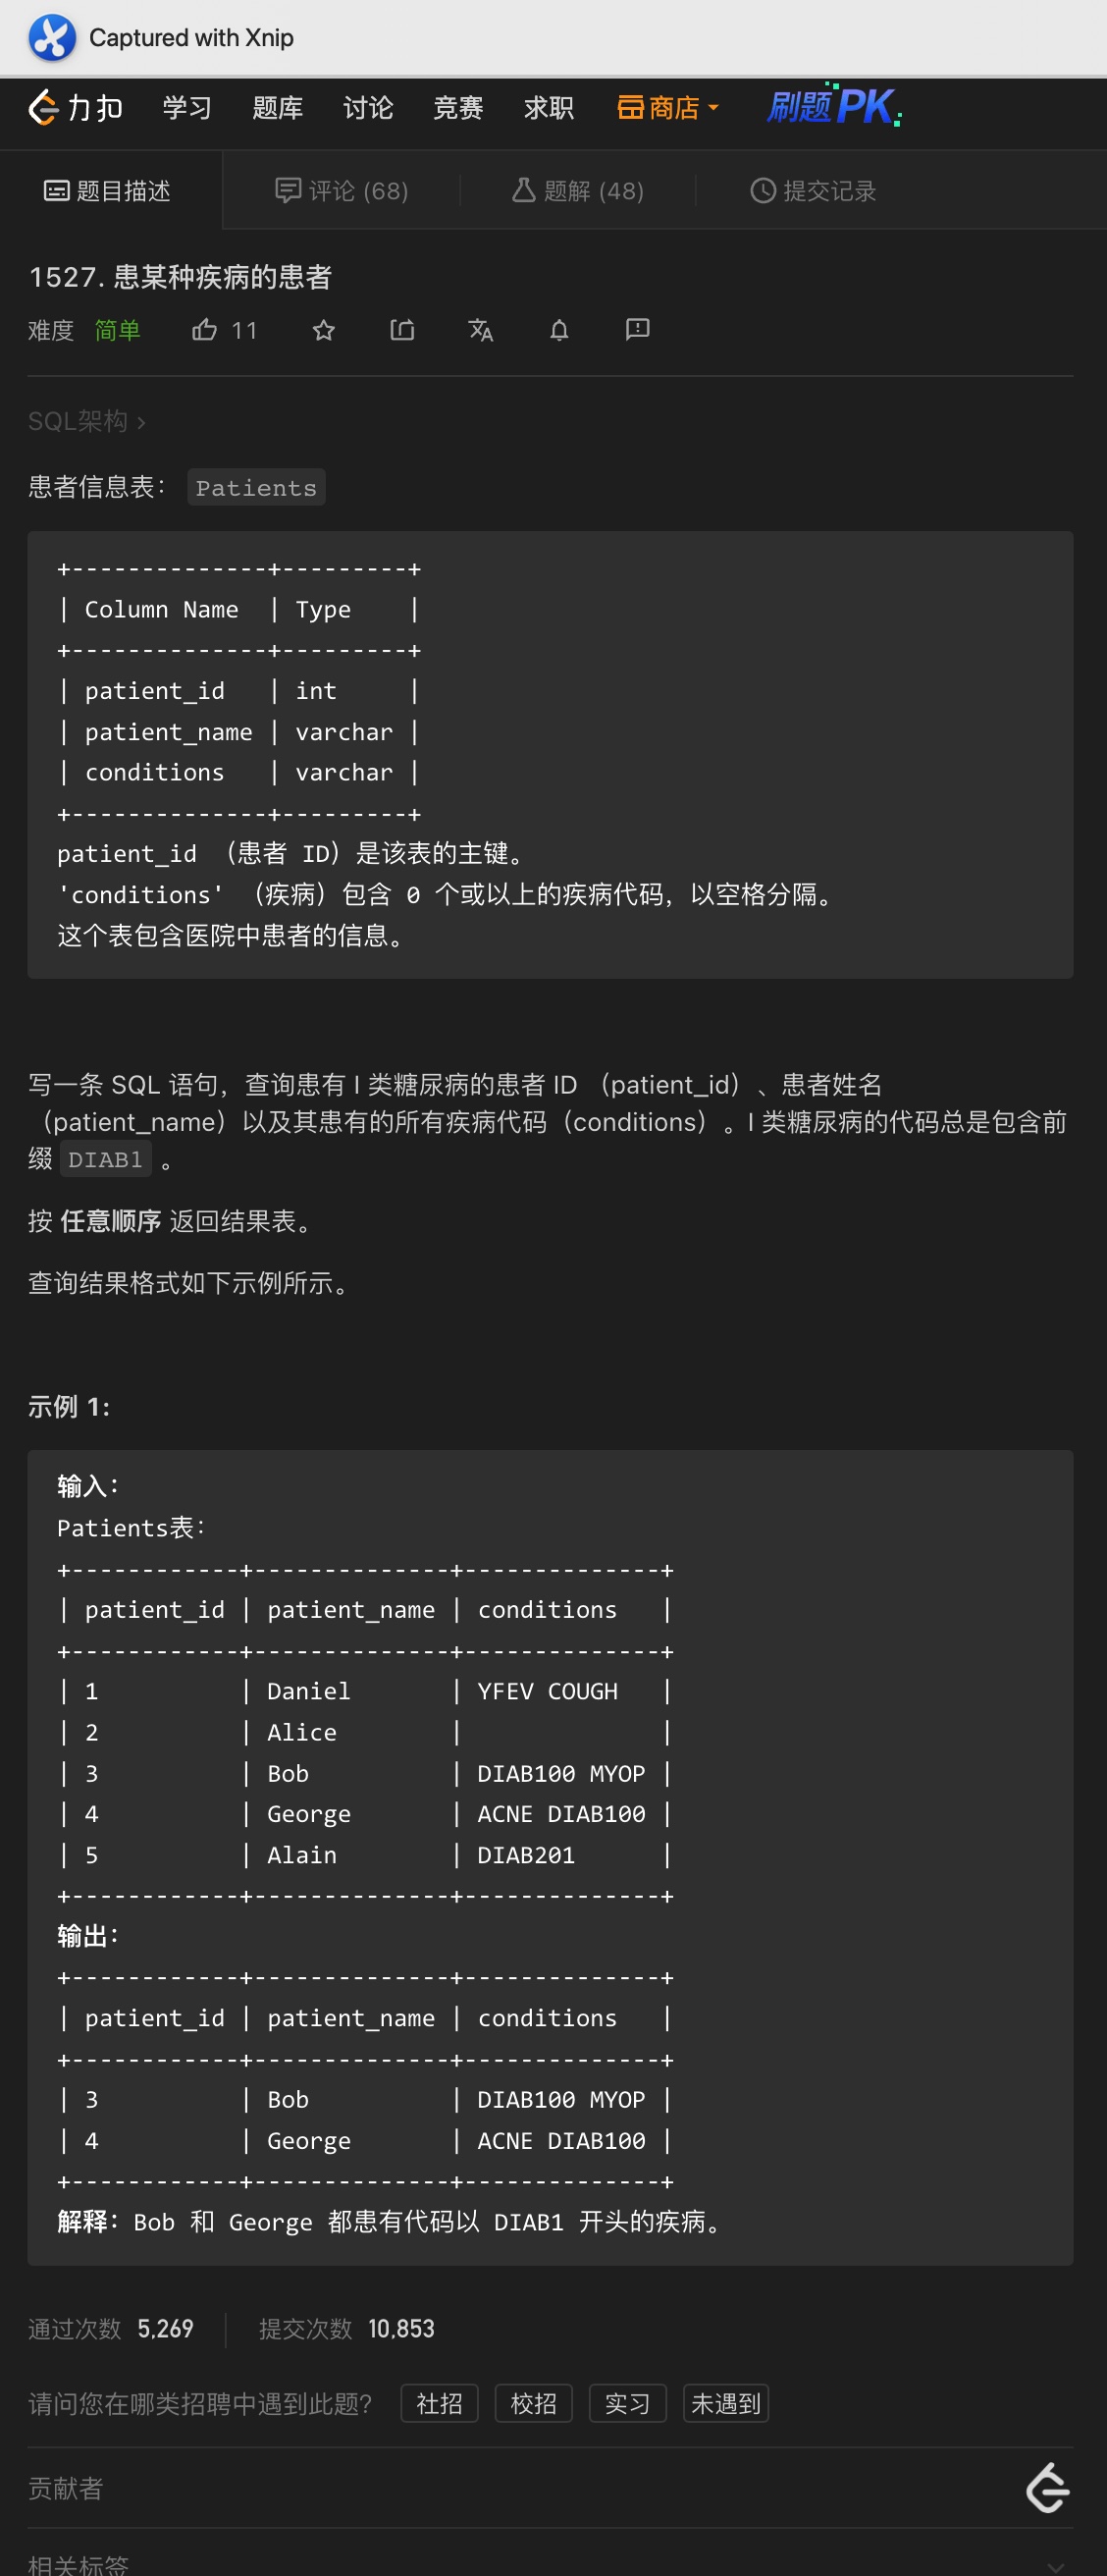 Captured with Xnip
力扣 学习 题库 讨论 竞赛 求职 商店 刷题PK
题目描述 评论 (68) 题解 (48) 提交记录
1527. 患某种疾病的患者
难度 简单 11
SQL架构 ›
患者信息表： Patients
+--------------+---------+
| Column Name  | Type    |
+--------------+---------+
| patient_id   | int     |
| patient_name | varchar |
| conditions   | varchar |
+--------------+---------+
patient_id （患者 ID）是该表的主键。
'conditions' （疾病）包含 0 个或以上的疾病代码，以空格分隔。
这个表包含医院中患者的信息。
写一条 SQL 语句，查询患有 I 类糖尿病的患者 ID （patient_id）、患者姓名
（patient_name）以及其患有的所有疾病代码（conditions）。I 类糖尿病的代码总是包含前
缀 DIAB1 。
按 任意顺序 返回结果表。
查询结果格式如下示例所示。
示例 1:
输入：
Patients表：
+------------+--------------+--------------+
| patient_id | patient_name | conditions   |
+------------+--------------+--------------+
| 1          | Daniel       | YFEV COUGH   |
| 2          | Alice        |              |
| 3          | Bob          | DIAB100 MYOP |
| 4          | George       | ACNE DIAB100 |
| 5          | Alain        | DIAB201      |
+------------+--------------+--------------+
输出：
+------------+--------------+--------------+
| patient_id | patient_name | conditions   |
+------------+--------------+--------------+
| 3          | Bob          | DIAB100 MYOP |
| 4          | George       | ACNE DIAB100 |
+------------+--------------+--------------+
解释：Bob 和 George 都患有代码以 DIAB1 开头的疾病。
通过次数 5,269 提交次数 10,853
请问您在哪类招聘中遇到此题？ 社招 校招 实习 未遇到
贡献者
相关标签